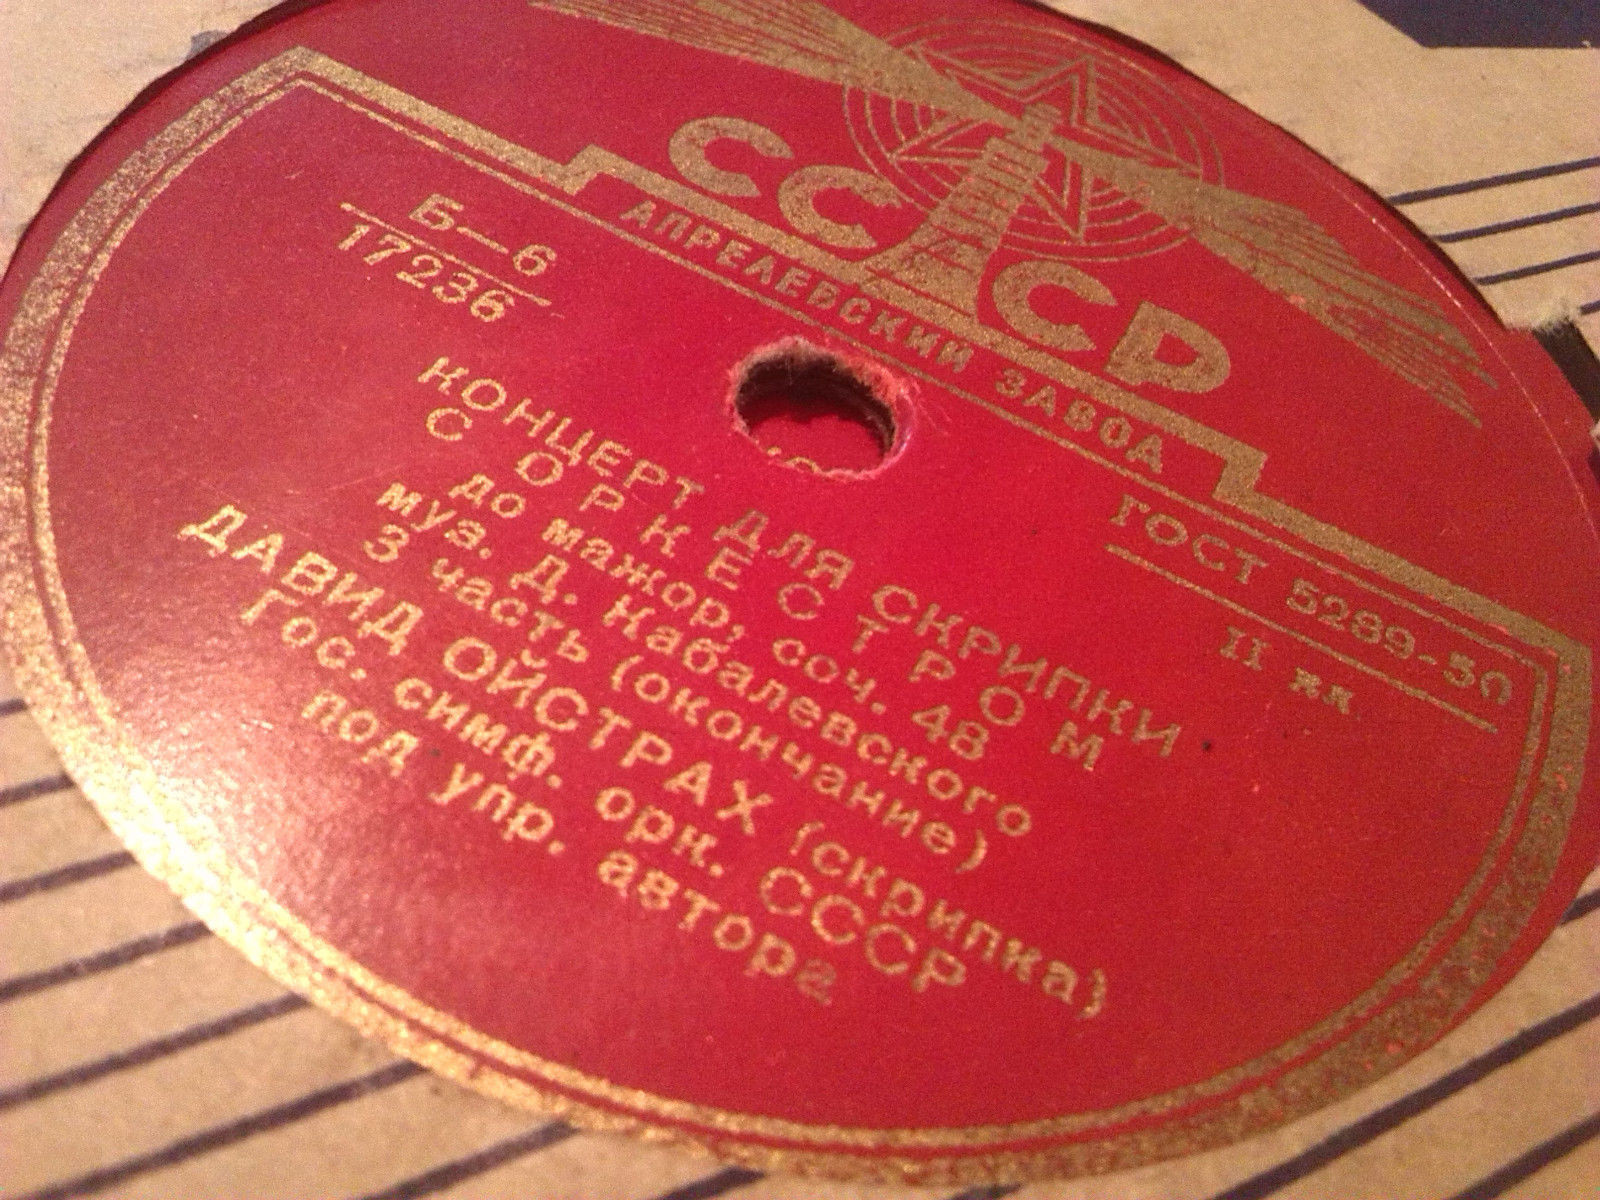 СССР
АПРЕЛЕВСКИЙ ЗАВОД
Б—6
17236
ГОСТ 5289-50
II кл
КОНЦЕРТ ДЛЯ СКРИПКИ
С ОРКЕСТРОМ
до мажор, соч. 48
муз. Д. Кабалевского
3 часть (окончание)
ДАВИД ОЙСТРАХ (скрипка)
Гос. симф. орк. СССР
под упр. автора